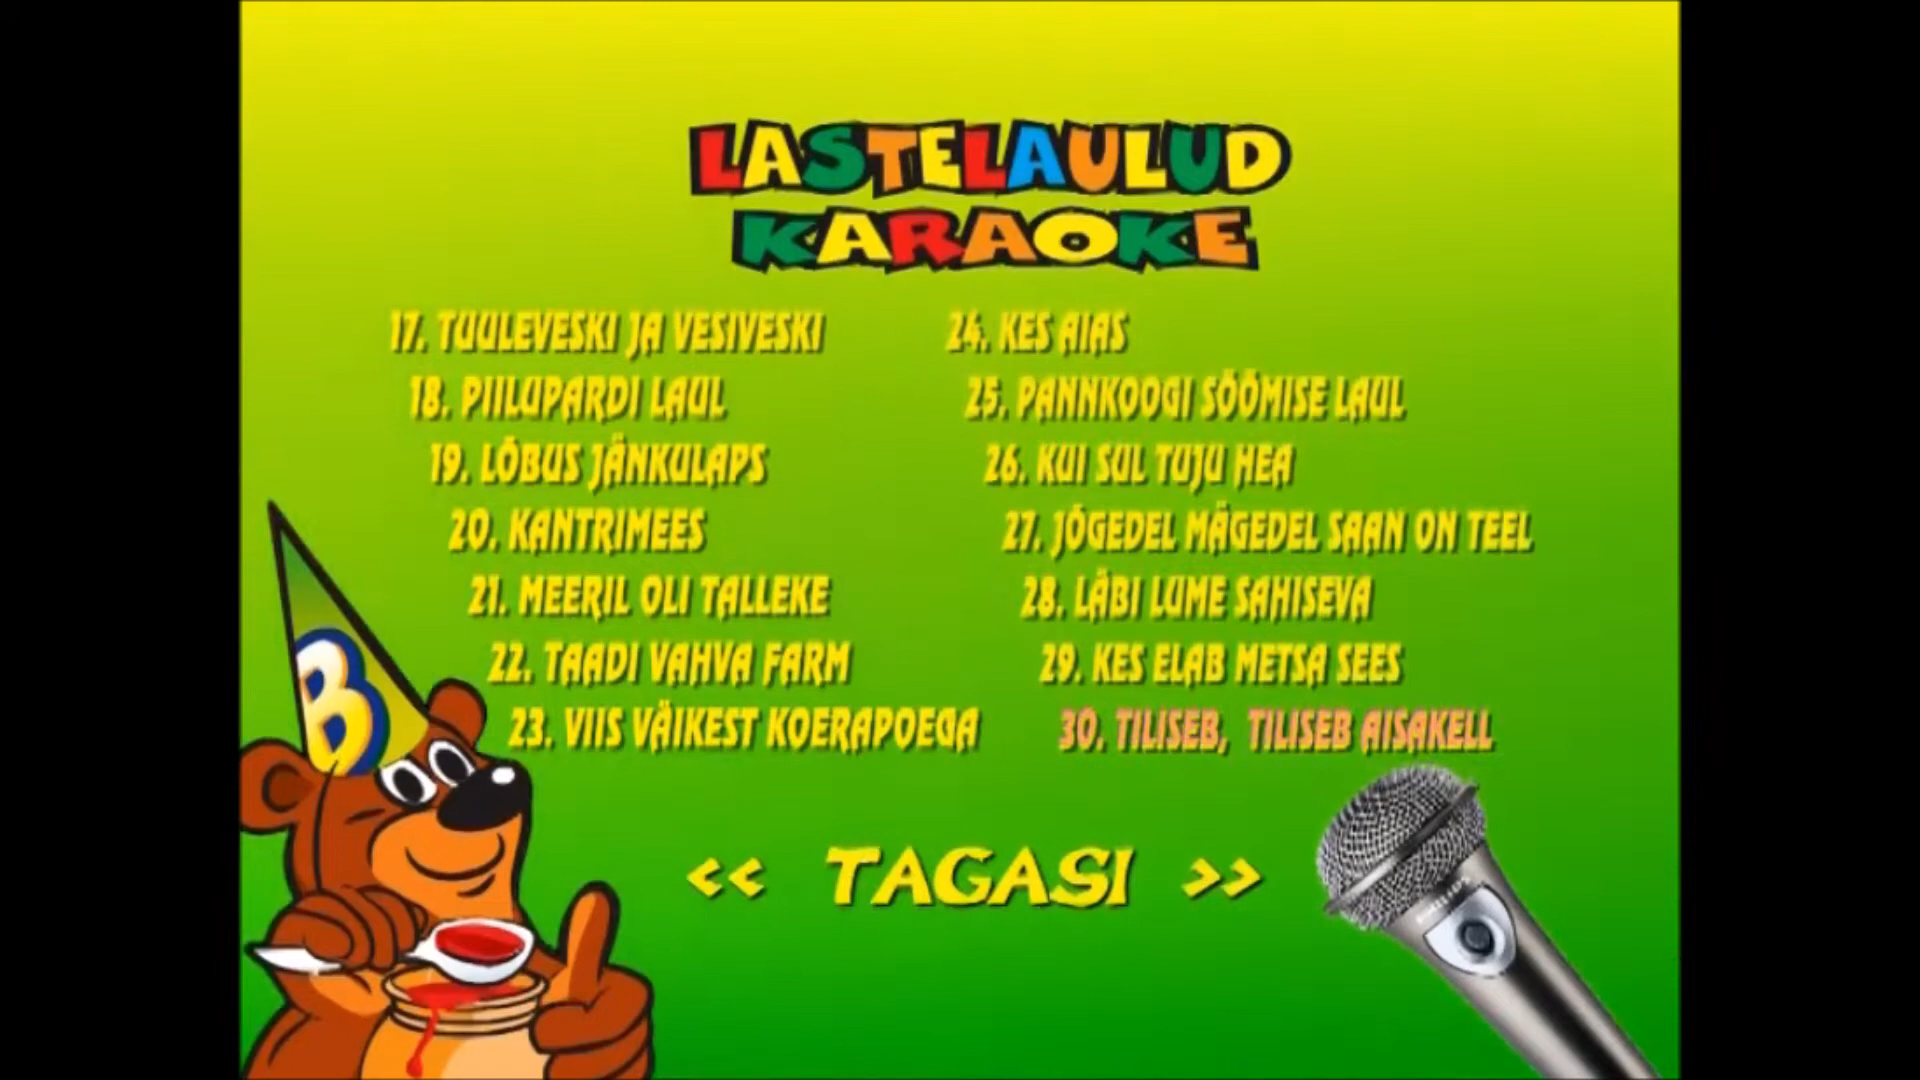 LASTELAULUD
KARAOKE
17. TUULEVESKI JA VESIVESKI
18. PIILUPARDI LAUL
19. LÕBUS JÄNKULAPS
20. KANTRIMEES
21. MEERIL OLI TALLEKE
22. TAADI VAHVA FARM
23. VIIS VÄIKEST KOERAPOEGA
24. KES AIAS
25. PANNKOOGI SÖÖMISE LAUL
26. KUI SUL TUJU HEA
27. JÕGEDEL MÄGEDEL SAAN ON TEEL
28. LÄBI LUME SAHISEVA
29. KES ELAB METSA SEES
30. TILISEB, TILISEB AISAKELL
B
<< TAGASI >>